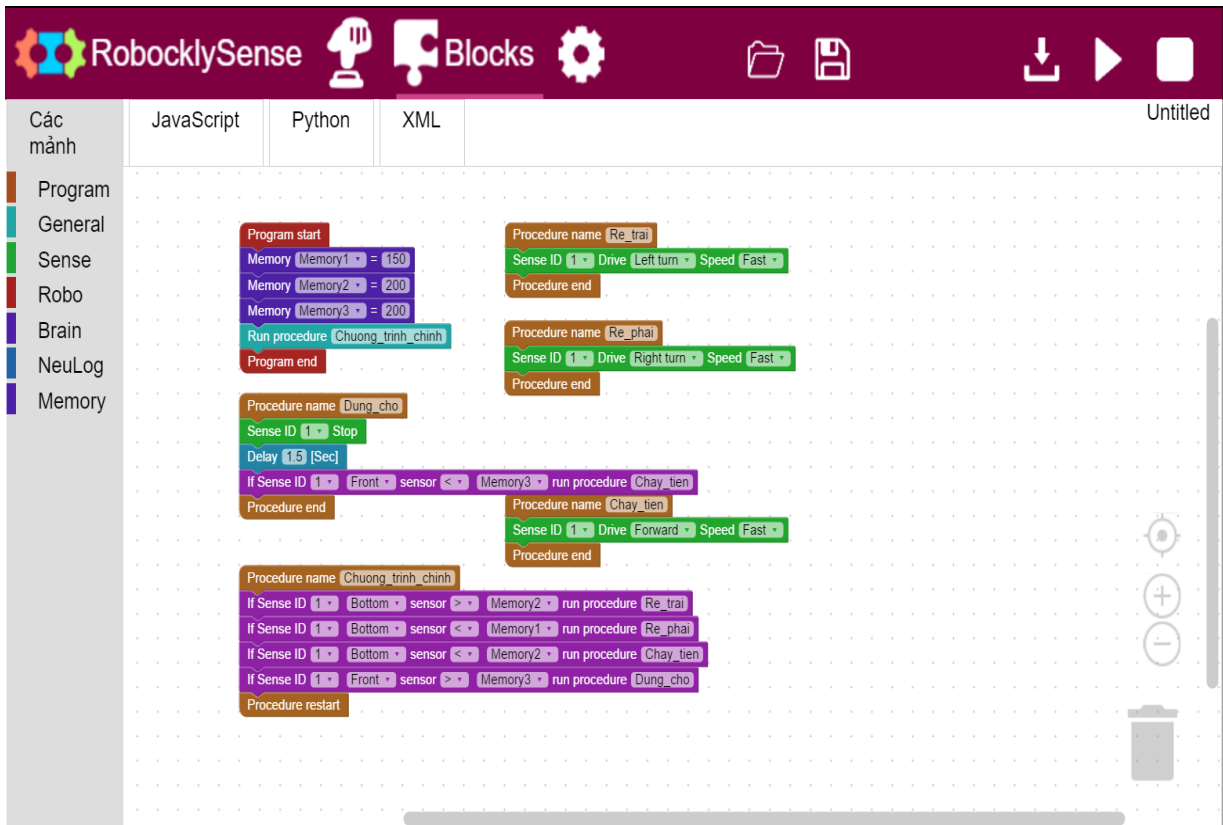 RobocklySense Blocks
Các mảnh
Program
General
Sense
Robo
Brain
NeuLog
Memory
JavaScript Python XML
Untitled
Program start
Memory Memory1 = 150
Memory Memory2 = 200
Memory Memory3 = 200
Run procedure Chuong_trinh_chinh
Program end
Procedure name Re_trai
Sense ID 1 Drive Left turn Speed Fast
Procedure end
Procedure name Re_phai
Sense ID 1 Drive Right turn Speed Fast
Procedure end
Procedure name Dung_cho
Sense ID 1 Stop
Delay 1.5 [Sec]
If Sense ID 1 Front sensor < Memory3 run procedure Chay_tien
Procedure end
Procedure name Chay_tien
Sense ID 1 Drive Forward Speed Fast
Procedure end
Procedure name Chuong_trinh_chinh
If Sense ID 1 Bottom sensor > Memory2 run procedure Re_trai
If Sense ID 1 Bottom sensor < Memory1 run procedure Re_phai
If Sense ID 1 Bottom sensor < Memory2 run procedure Chay_tien
If Sense ID 1 Front sensor > Memory3 run procedure Dung_cho
Procedure restart